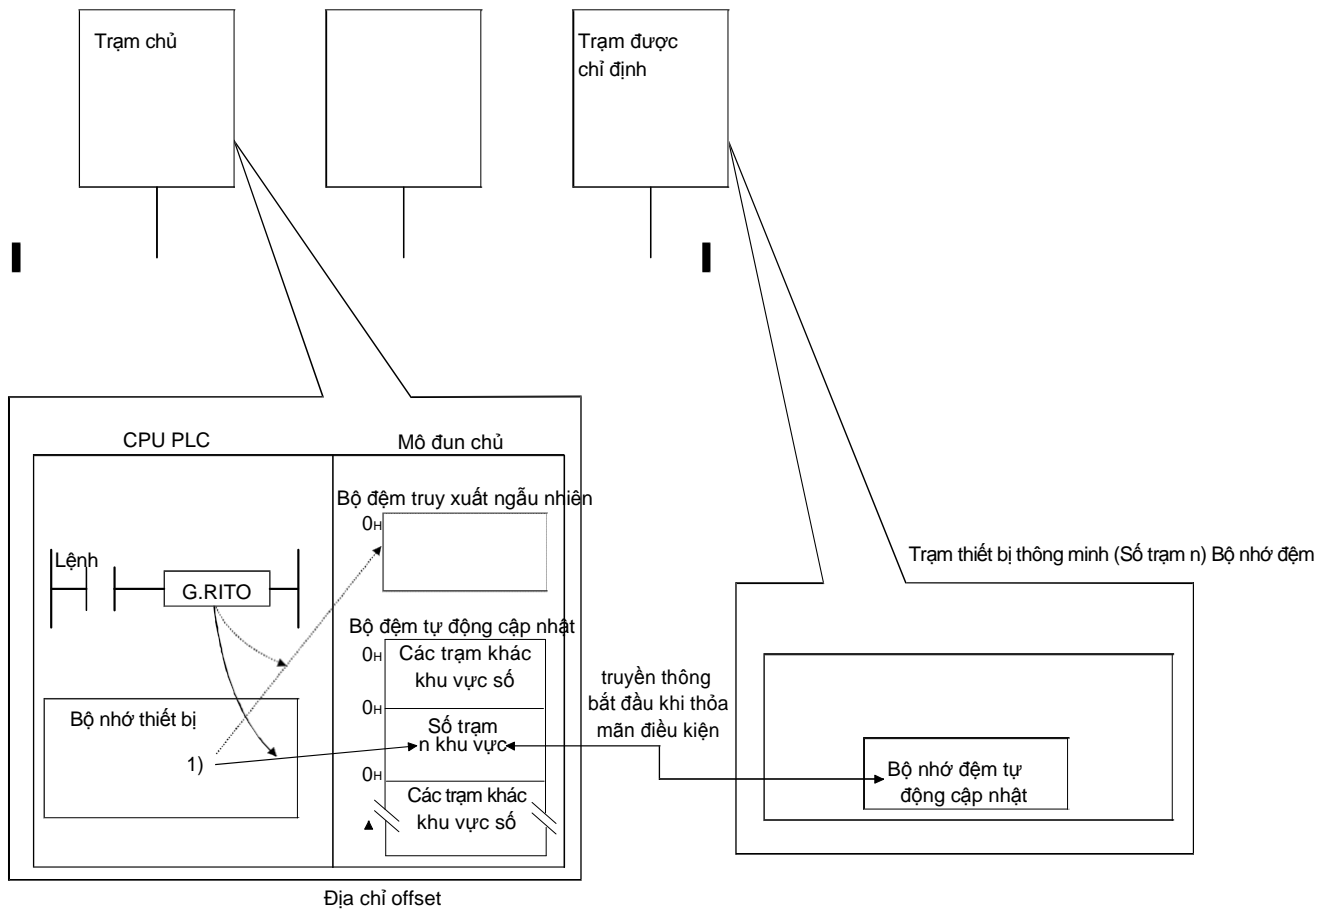 Trạm chủ
Trạm được
chỉ định
CPU PLC
Mô đun chủ
Bộ đệm truy xuất ngẫu nhiên
0H
Lệnh
G.RITO
Trạm thiết bị thông minh (Số trạm n) Bộ nhớ đệm
Bộ đệm tự động cập nhật
0H
Các trạm khác
khu vực số
0H
Số trạm
n khu vực
0H
Các trạm khác
khu vực số
truyền thông
bắt đầu khi thỏa
mãn điều kiện
Bộ nhớ thiết bị
1)
Bộ nhớ đệm tự
động cập nhật
Địa chỉ offset